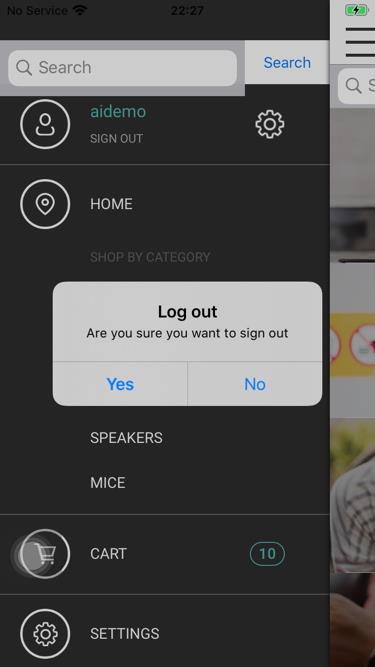 No Service 22:27
Search Search
aidemo
SIGN OUT
HOME
SHOP BY CATEGORY
Log out
Are you sure you want to sign out
Yes No
SPEAKERS
MICE
CART 10
SETTINGS